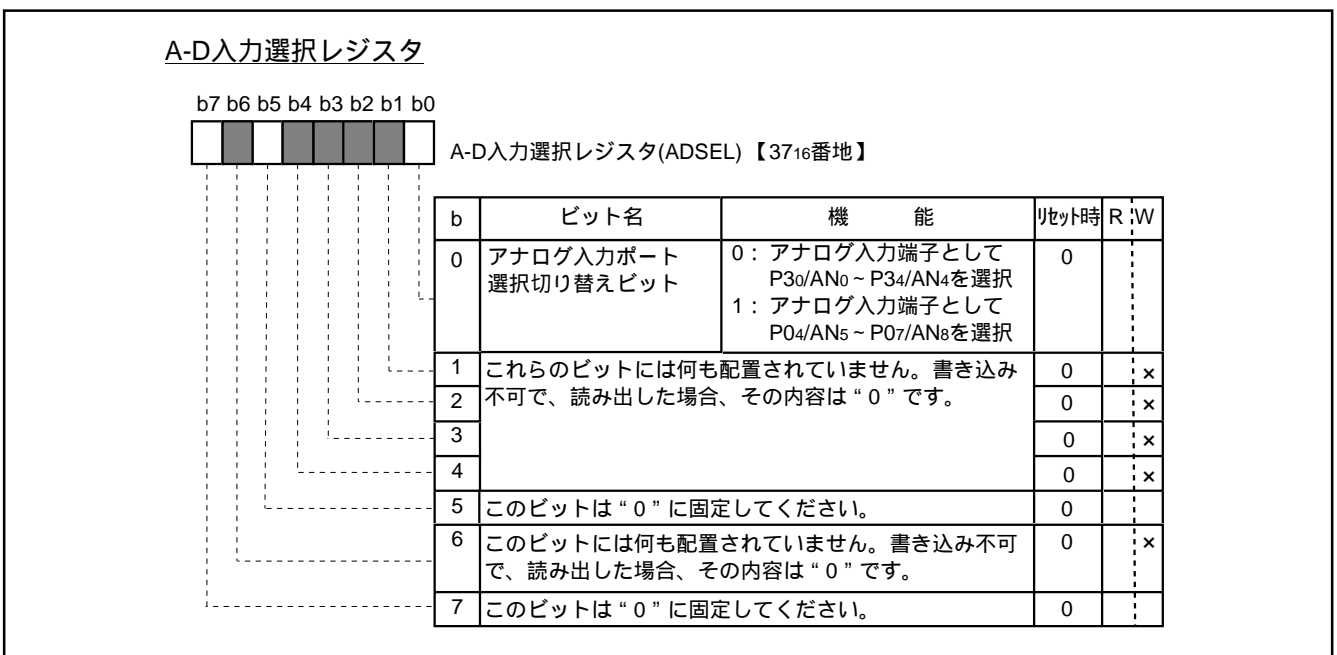 A-D入力選択レジスタ
b7 b6 b5 b4 b3 b2 b1 b0
A-D入力選択レジスタ(ADSEL)【3716番地】
b ビット名 機 能 リセット時 R W
0 アナログ入力ポート 0： アナログ入力端子として 0
選択切り替えビット P30/AN0 ~ P34/AN4を選択
1： アナログ入力端子として
P04/AN5 ~ P07/AN8を選択
1 これらのビットには何も配置されていません。書き込み 0 ×
2 不可で、読み出した場合、その内容は“0”です。 0 ×
3 0 ×
4 0 ×
5 このビットは“0”に固定してください。 0
6 このビットには何も配置されていません。書き込み不可 0 ×
で、読み出した場合、その内容は“0”です。
7 このビットは“0”に固定してください。 0